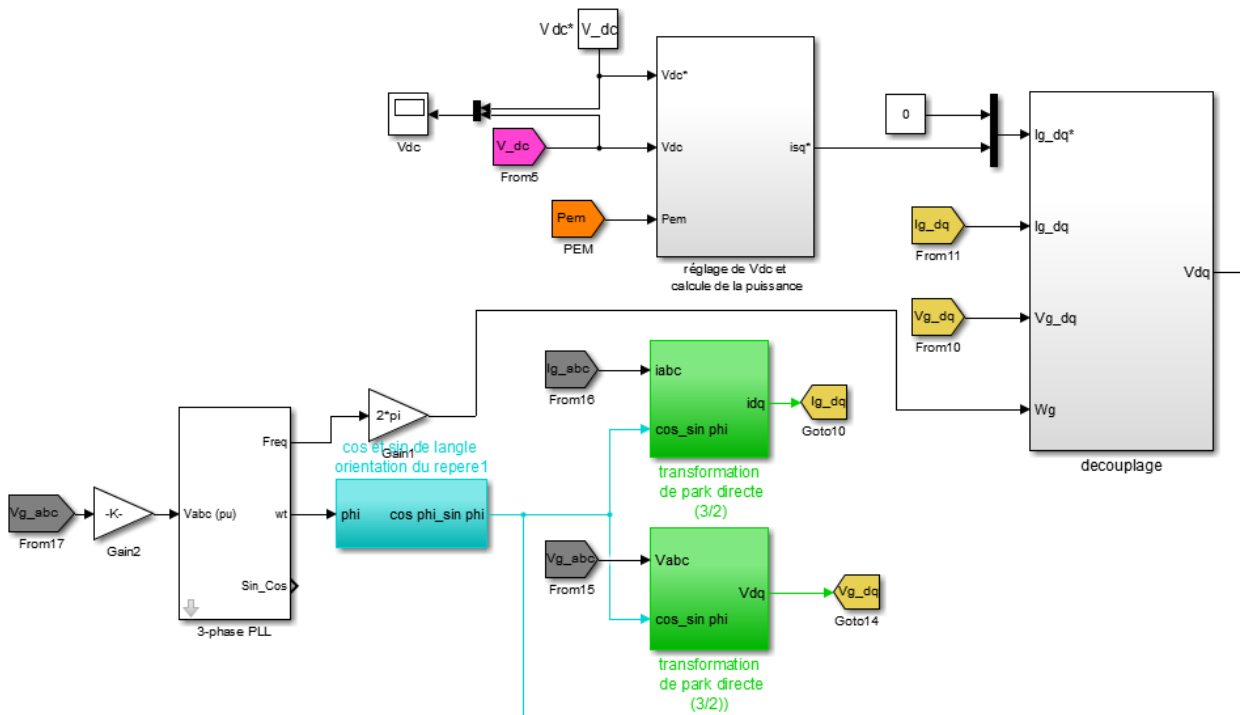 V dc*
V_dc
Vdc*
Vdc
V_dc
From5
Vdc
isq*
Pem
PEM
Pem
réglage de Vdc et
calcule de la puissance
0
Ig_dq*
Ig_dq
From11
Ig_dq
Vdq
Vg_dq
From10
Vg_dq
Wg
decouplage
Ig_abc
From16
iabc
idq
cos_sin phi
Ig_dq
Goto10
transformation
de park directe
(3/2)
2*pi
Gain1
Freq
cos et sin de langle
orientation du repere1
phi
cos phi_sin phi
Vg_abc
From17
-K-
Gain2
Vabc (pu)
wt
Sin_Cos
3-phase PLL
Vg_abc
From15
Vabc
Vdq
cos_sin phi
Vg_dq
Goto14
transformation
de park directe
(3/2))